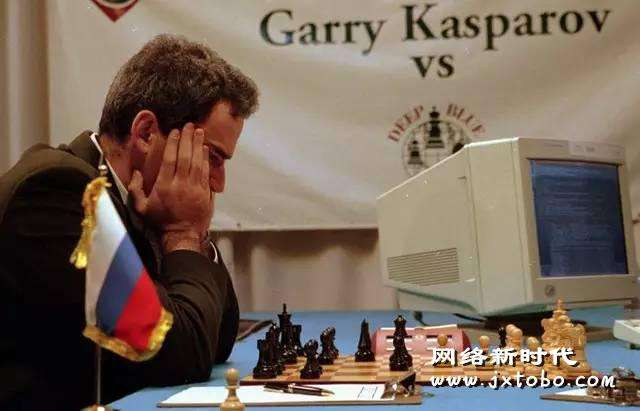 Garry Kasparov
vs
DEEP BLUE
网络新时代
www.jxtobo.com